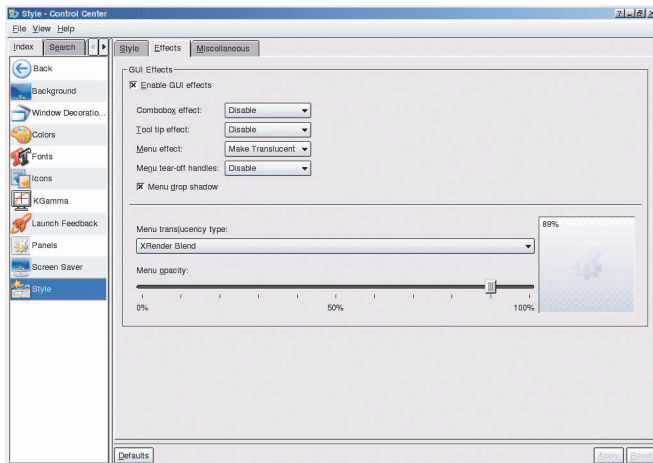 Style - Control Center
File View Help
Index Search
Style Effects Miscellaneous
Back
Background
Window Decoratio...
Colors
Fonts
Icons
KGamma
Launch Feedback
Panels
Screen Saver
Style
GUI Effects
Enable GUI effects
Combobox effect: Disable
Tool tip effect: Disable
Menu effect: Make Translucent
Menu tear-off handles: Disable
Menu drop shadow
Menu translucency type:
XRender Blend
Menu opacity:
0% 50% 100%
89%
Defaults Apply Reset